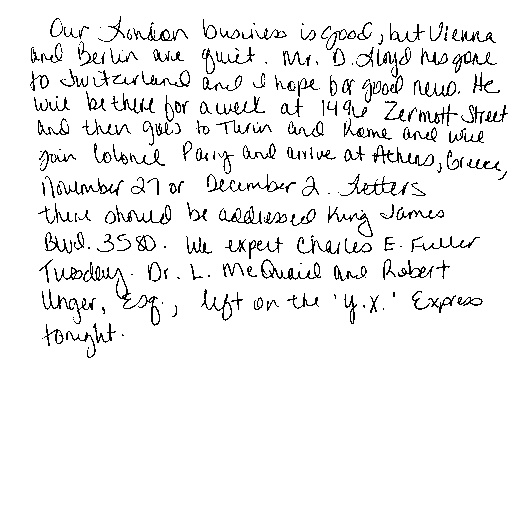 Our London business is good, but Vienna
and Berlin are quiet. Mr. D. Lloyd has gone
to Switzerland and I hope for good news. He
will be there for a week at 1496 Zermott Street
and then goes to Turin and Rome and will
join Colonel Parry and arrive at Athens, Greece,
November 27 or December 2. Letters
there should be addressed King James
Blvd. 3580. We expect Charles E. Fuller
Tuesday. Dr. L. McQuaid and Robert
Unger, Esq., left on the 'Y.X.' Express
tonight.